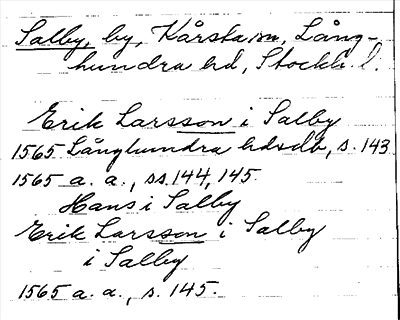 Salby, by, Kårsta sn, Lång-
hundra hd, Stockh. l.
Erik Larsson i Salby
1565 Långhundra hdsdb, s. 143
1565 a. a., ss. 144, 145.
Hans i Salby
Erik Larsson i Salby
i Salby
1565 a. a., s. 145.